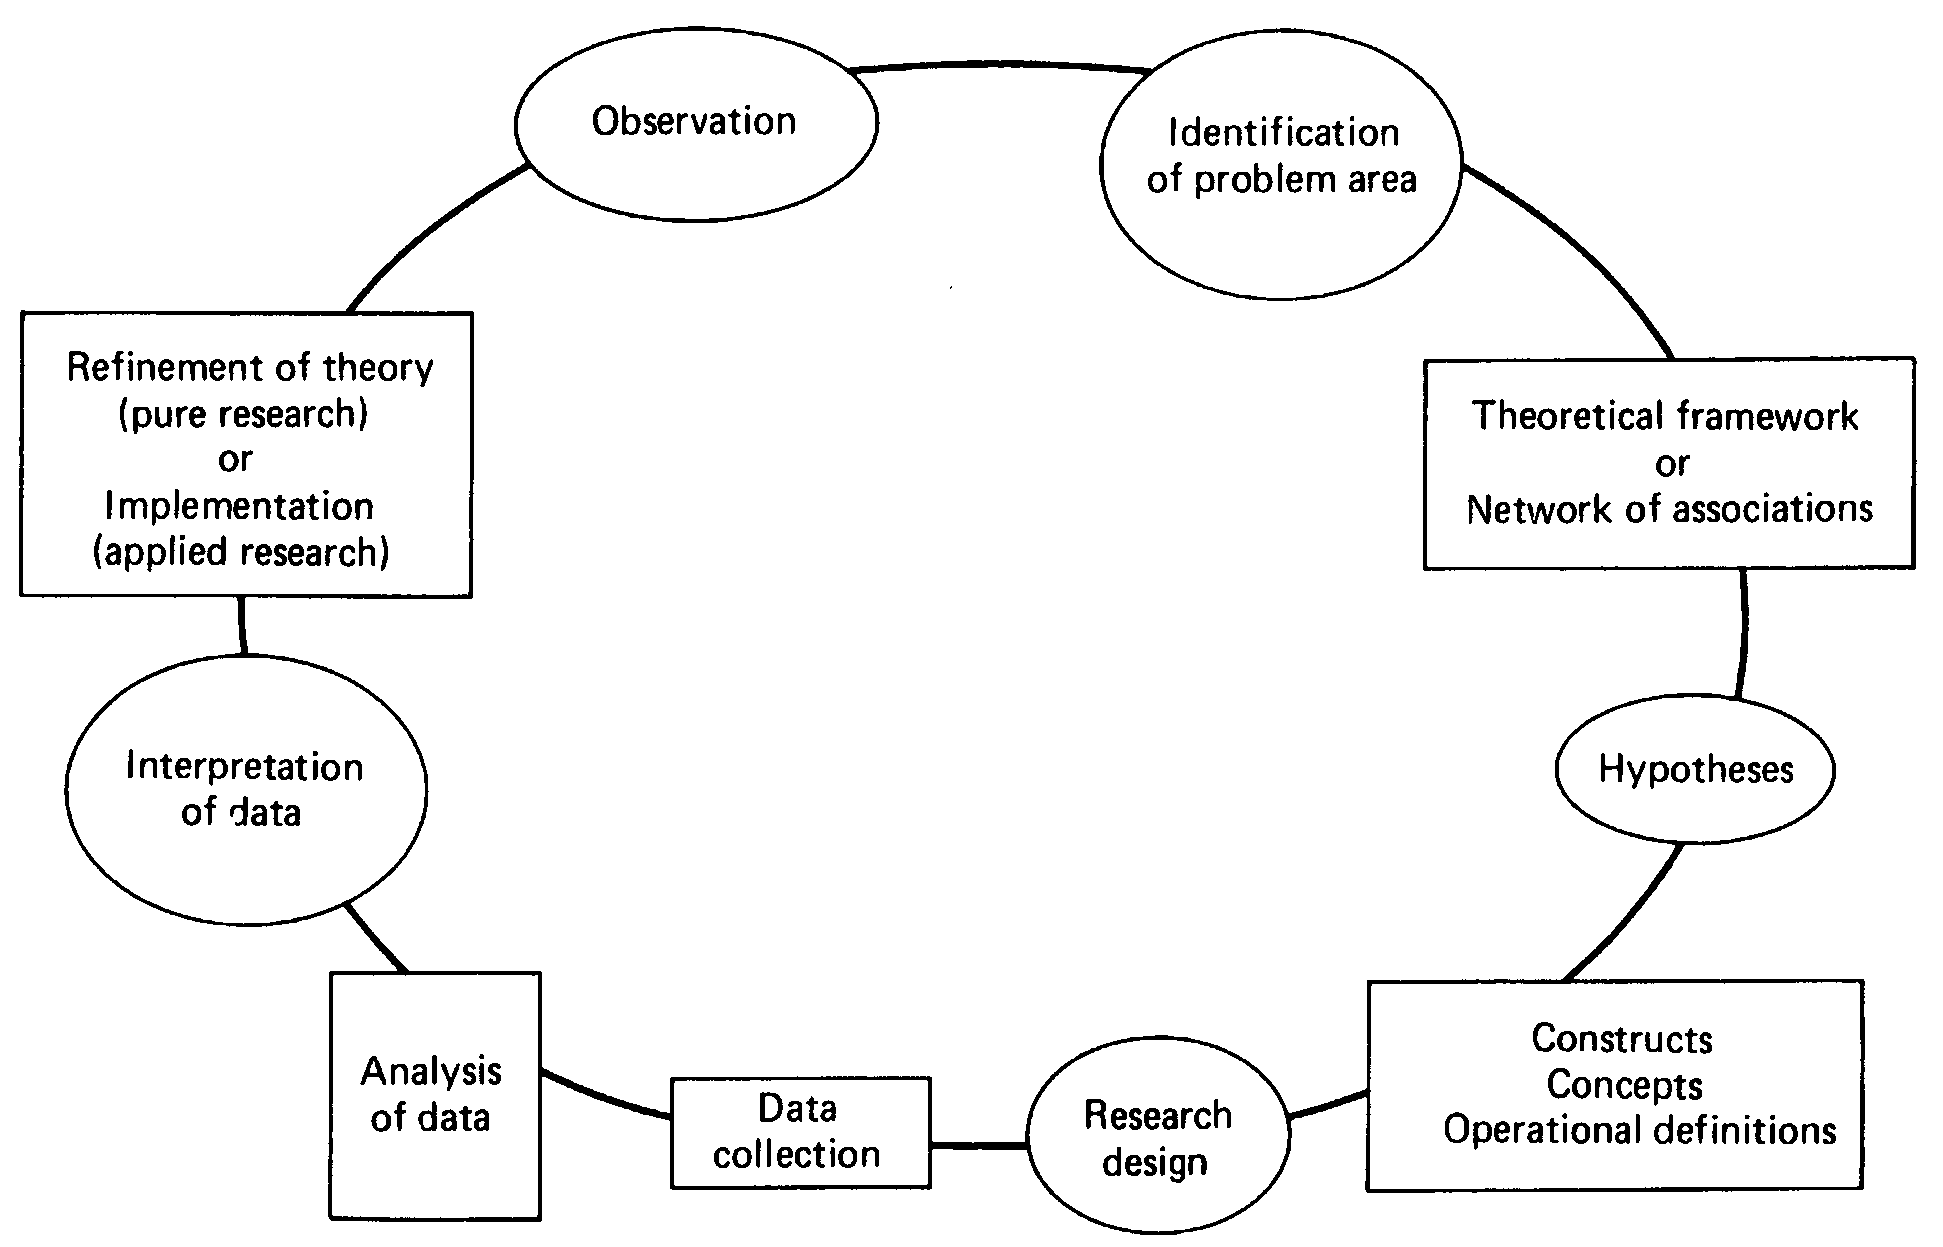 Observation
Identification
of problem area
Theoretical framework
or
Network of associations
Hypotheses
Constructs
Concepts
Operational definitions
Research
design
Data
collection
Analysis
of data
Interpretation
of data
Refinement of theory
(pure research)
or
Implementation
(applied research)